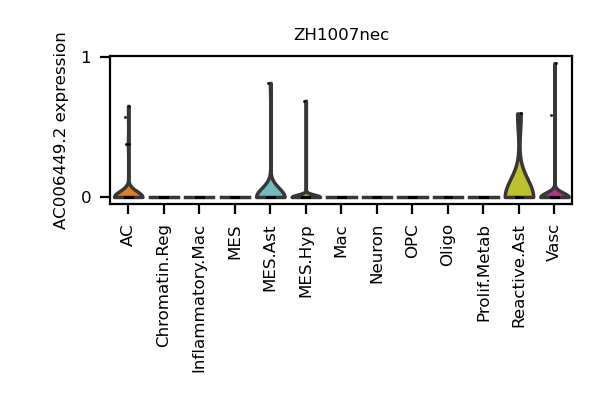 ZH1007nec
AC006449.2 expression
1
0
AC
Chromatin.Reg
Inflammatory.Mac
MES
MES.Ast
MES.Hyp
Mac
Neuron
OPC
Oligo
Prolif.Metab
Reactive.Ast
Vasc